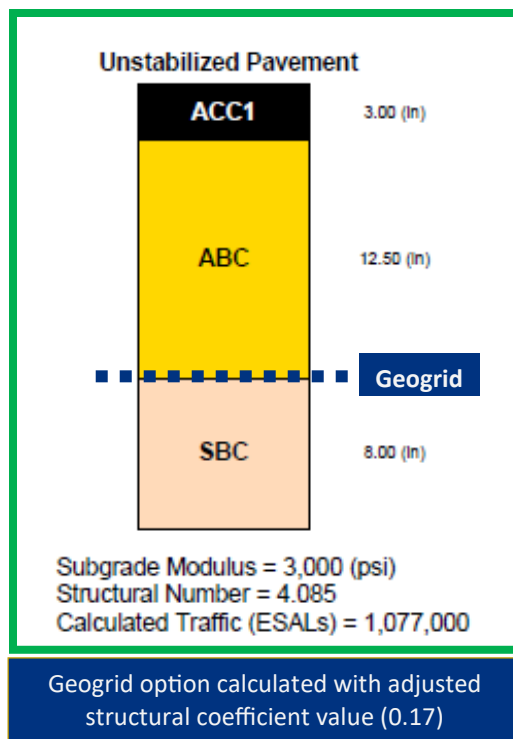 Unstabilized Pavement
ACC1
3.00 (in)
ABC
12.50 (in)
Geogrid
SBC
8.00 (in)
Subgrade Modulus = 3,000 (psi)
Structural Number = 4.085
Calculated Traffic (ESALs) = 1,077,000
Geogrid option calculated with adjusted
structural coefficient value (0.17)